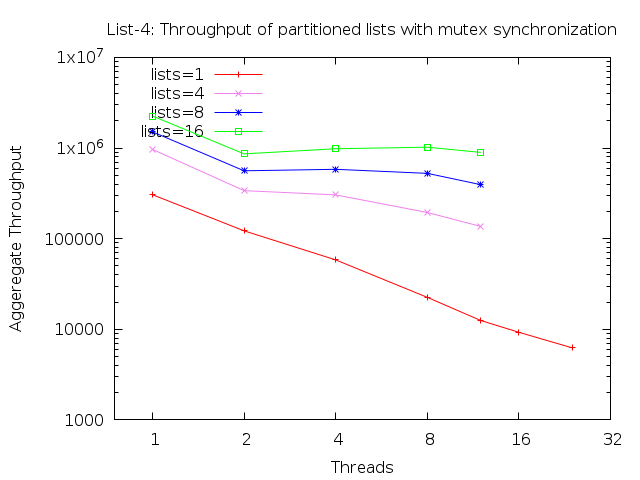 List-4: Throughput of partitioned lists with mutex synchronization
1x10^7
1x10^6
100000
10000
1000
Aggeregate Throughput
lists=1
lists=4
lists=8
lists=16
1 2 4 8 16 32
Threads